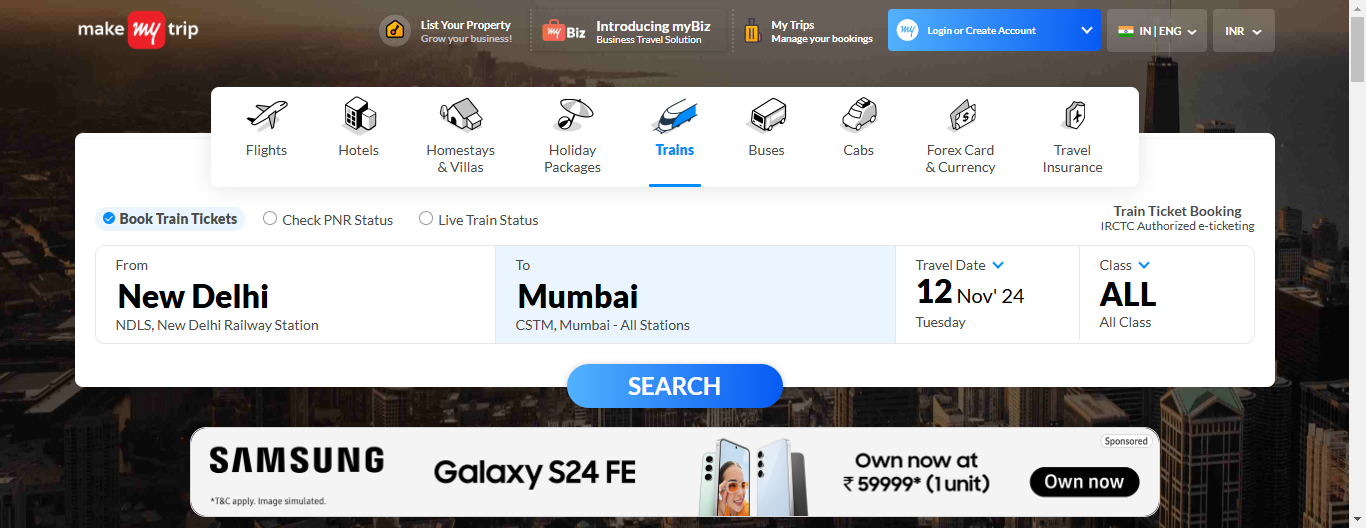 make my trip
List Your Property
Grow your business!
my Biz
Introducing myBiz
Business Travel Solution
My Trips
Manage your bookings
my
Login or Create Account
IN | ENG
INR
Flights
Hotels
Homestays
& Villas
Holiday
Packages
Trains
Buses
Cabs
Forex Card
& Currency
Travel
Insurance
Book Train Tickets
Check PNR Status
Live Train Status
Train Ticket Booking
IRCTC Authorized e-ticketing
From
New Delhi
NDLS, New Delhi Railway Station
To
Mumbai
CSTM, Mumbai - All Stations
Travel Date
12 Nov' 24
Tuesday
Class
ALL
All Class
SEARCH
Sponsored
SAMSUNG
*T&C apply. Image simulated.
Galaxy S24 FE
Own now at
₹ 59999* (1 unit)
Own now